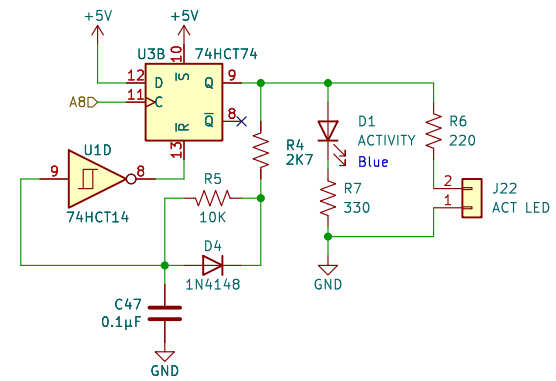 +5V
+5V
U3B
74HCT74
10
S
12
D
Q
9
A8
11
C
8
Q
R
13
D1
ACTIVITY
Blue
R6
220
R4
2K7
U1D
9
8
74HCT14
R5
10K
R7
330
2
1
J22
ACT LED
D4
1N4148
GND
C47
0.1µF
GND